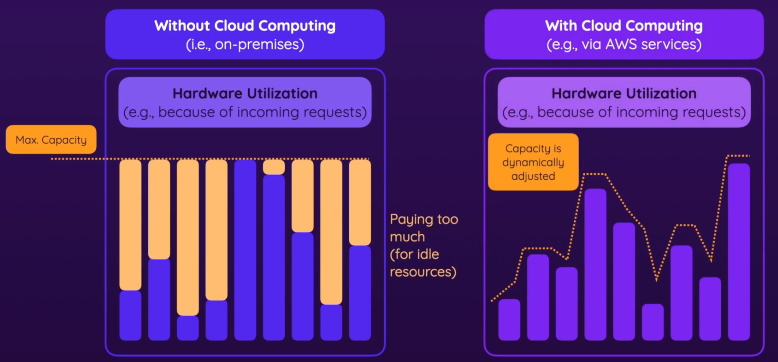 Without Cloud Computing
(i.e., on-premises)
With Cloud Computing
(e.g., via AWS services)
Hardware Utilization
(e.g., because of incoming requests)
Max. Capacity
Paying too
much
(for idle
resources)
Hardware Utilization
(e.g., because of incoming requests)
Capacity is
dynamically
adjusted